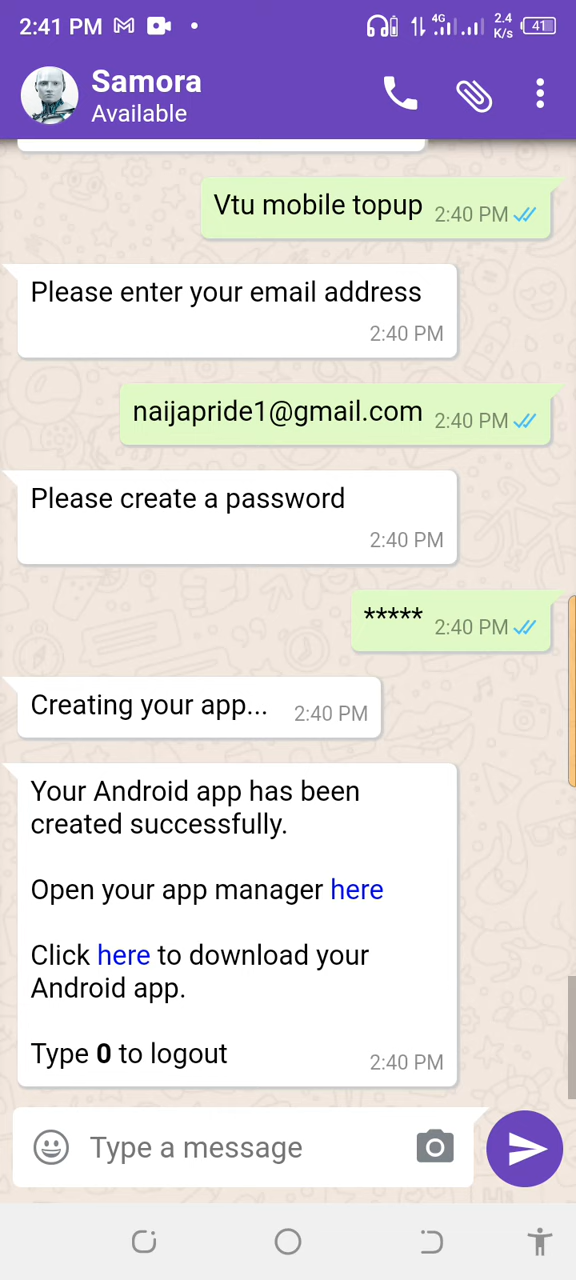 2:41 PM
4G
2.4
K/s
41
Samora
Available
Vtu mobile topup 2:40 PM
Please enter your email address
2:40 PM
naijapride1@gmail.com 2:40 PM
Please create a password
2:40 PM
***** 2:40 PM
Creating your app... 2:40 PM
Your Android app has been
created successfully.
Open your app manager here
Click here to download your
Android app.
Type 0 to logout 2:40 PM
Type a message